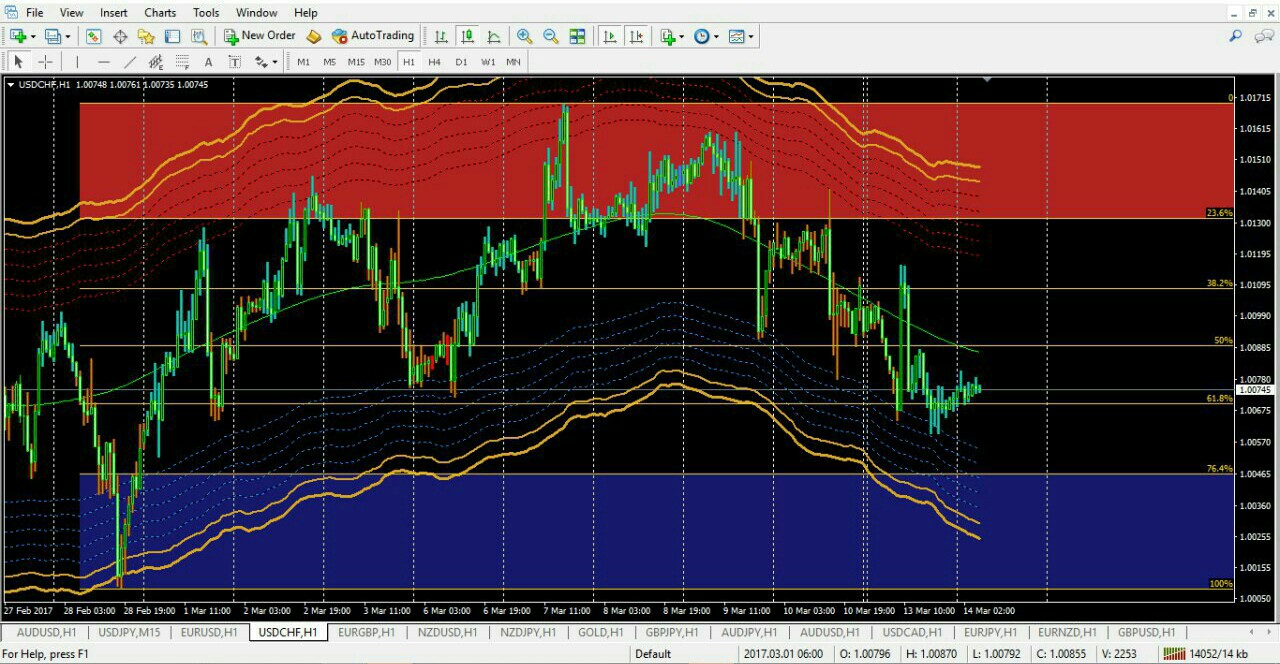 File View Insert Charts Tools Window Help
New Order AutoTrading
A T M1 M5 M15 M30 H1 H4 D1 W1 MN
USDCHF,H1 1.00748 1.00761 1.00735 1.00745
0 1.01715
1.01615
1.01510
1.01405
23.6% 1.01300
1.01195
38.2% 1.01095
1.00990
50% 1.00885
1.00780
1.00745
61.8% 1.00675
1.00570
76.4% 1.00465
1.00360
1.00255
1.00155
100% 1.00050
27 Feb 2017 28 Feb 03:00 28 Feb 19:00 1 Mar 11:00 2 Mar 03:00 2 Mar 19:00 3 Mar 11:00 6 Mar 03:00 6 Mar 19:00 7 Mar 11:00 8 Mar 03:00 8 Mar 19:00 9 Mar 11:00 10 Mar 03:00 10 Mar 19:00 13 Mar 10:00 14 Mar 02:00
AUDUSD,H1 USDJPY,M15 EURUSD,H1 USDCHF,H1 EURGBP,H1 NZDUSD,H1 NZDJPY,H1 GOLD,H1 GBPJPY,H1 AUDJPY,H1 AUDUSD,H1 USDCAD,H1 EURJPY,H1 EURNZD,H1 GBPUSD,H1
For Help, press F1 Default 2017.03.01 06:00 O: 1.00796 H: 1.00870 L: 1.00792 C: 1.00855 V: 2253 14052/14 kb